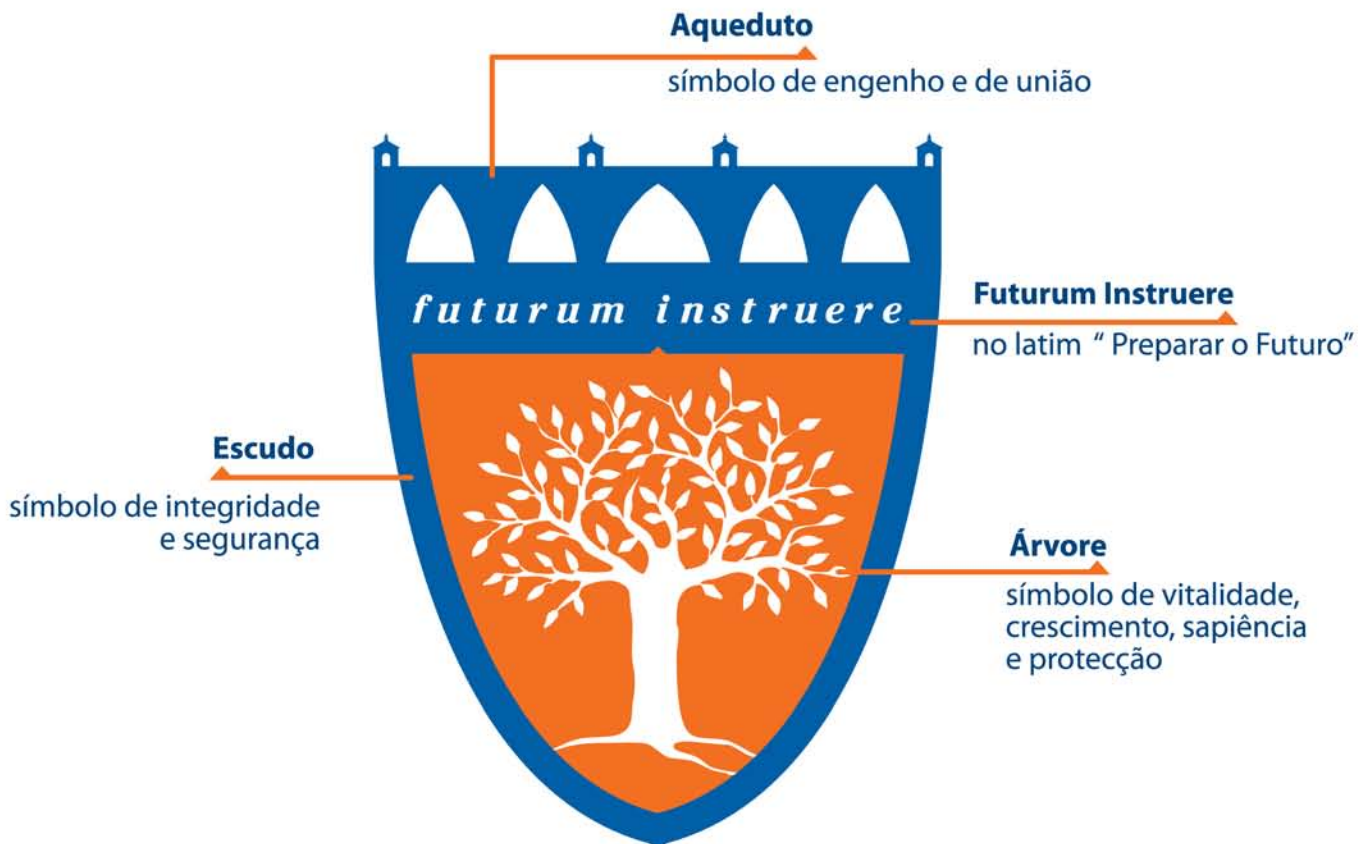 Aqueduto
símbolo de engenho e de união
futurum instruere
Futurum Instruere
no latim “ Preparar o Futuro”
Escudo
símbolo de integridade
e segurança
Árvore
símbolo de vitalidade,
crescimento, sapiência
e protecção